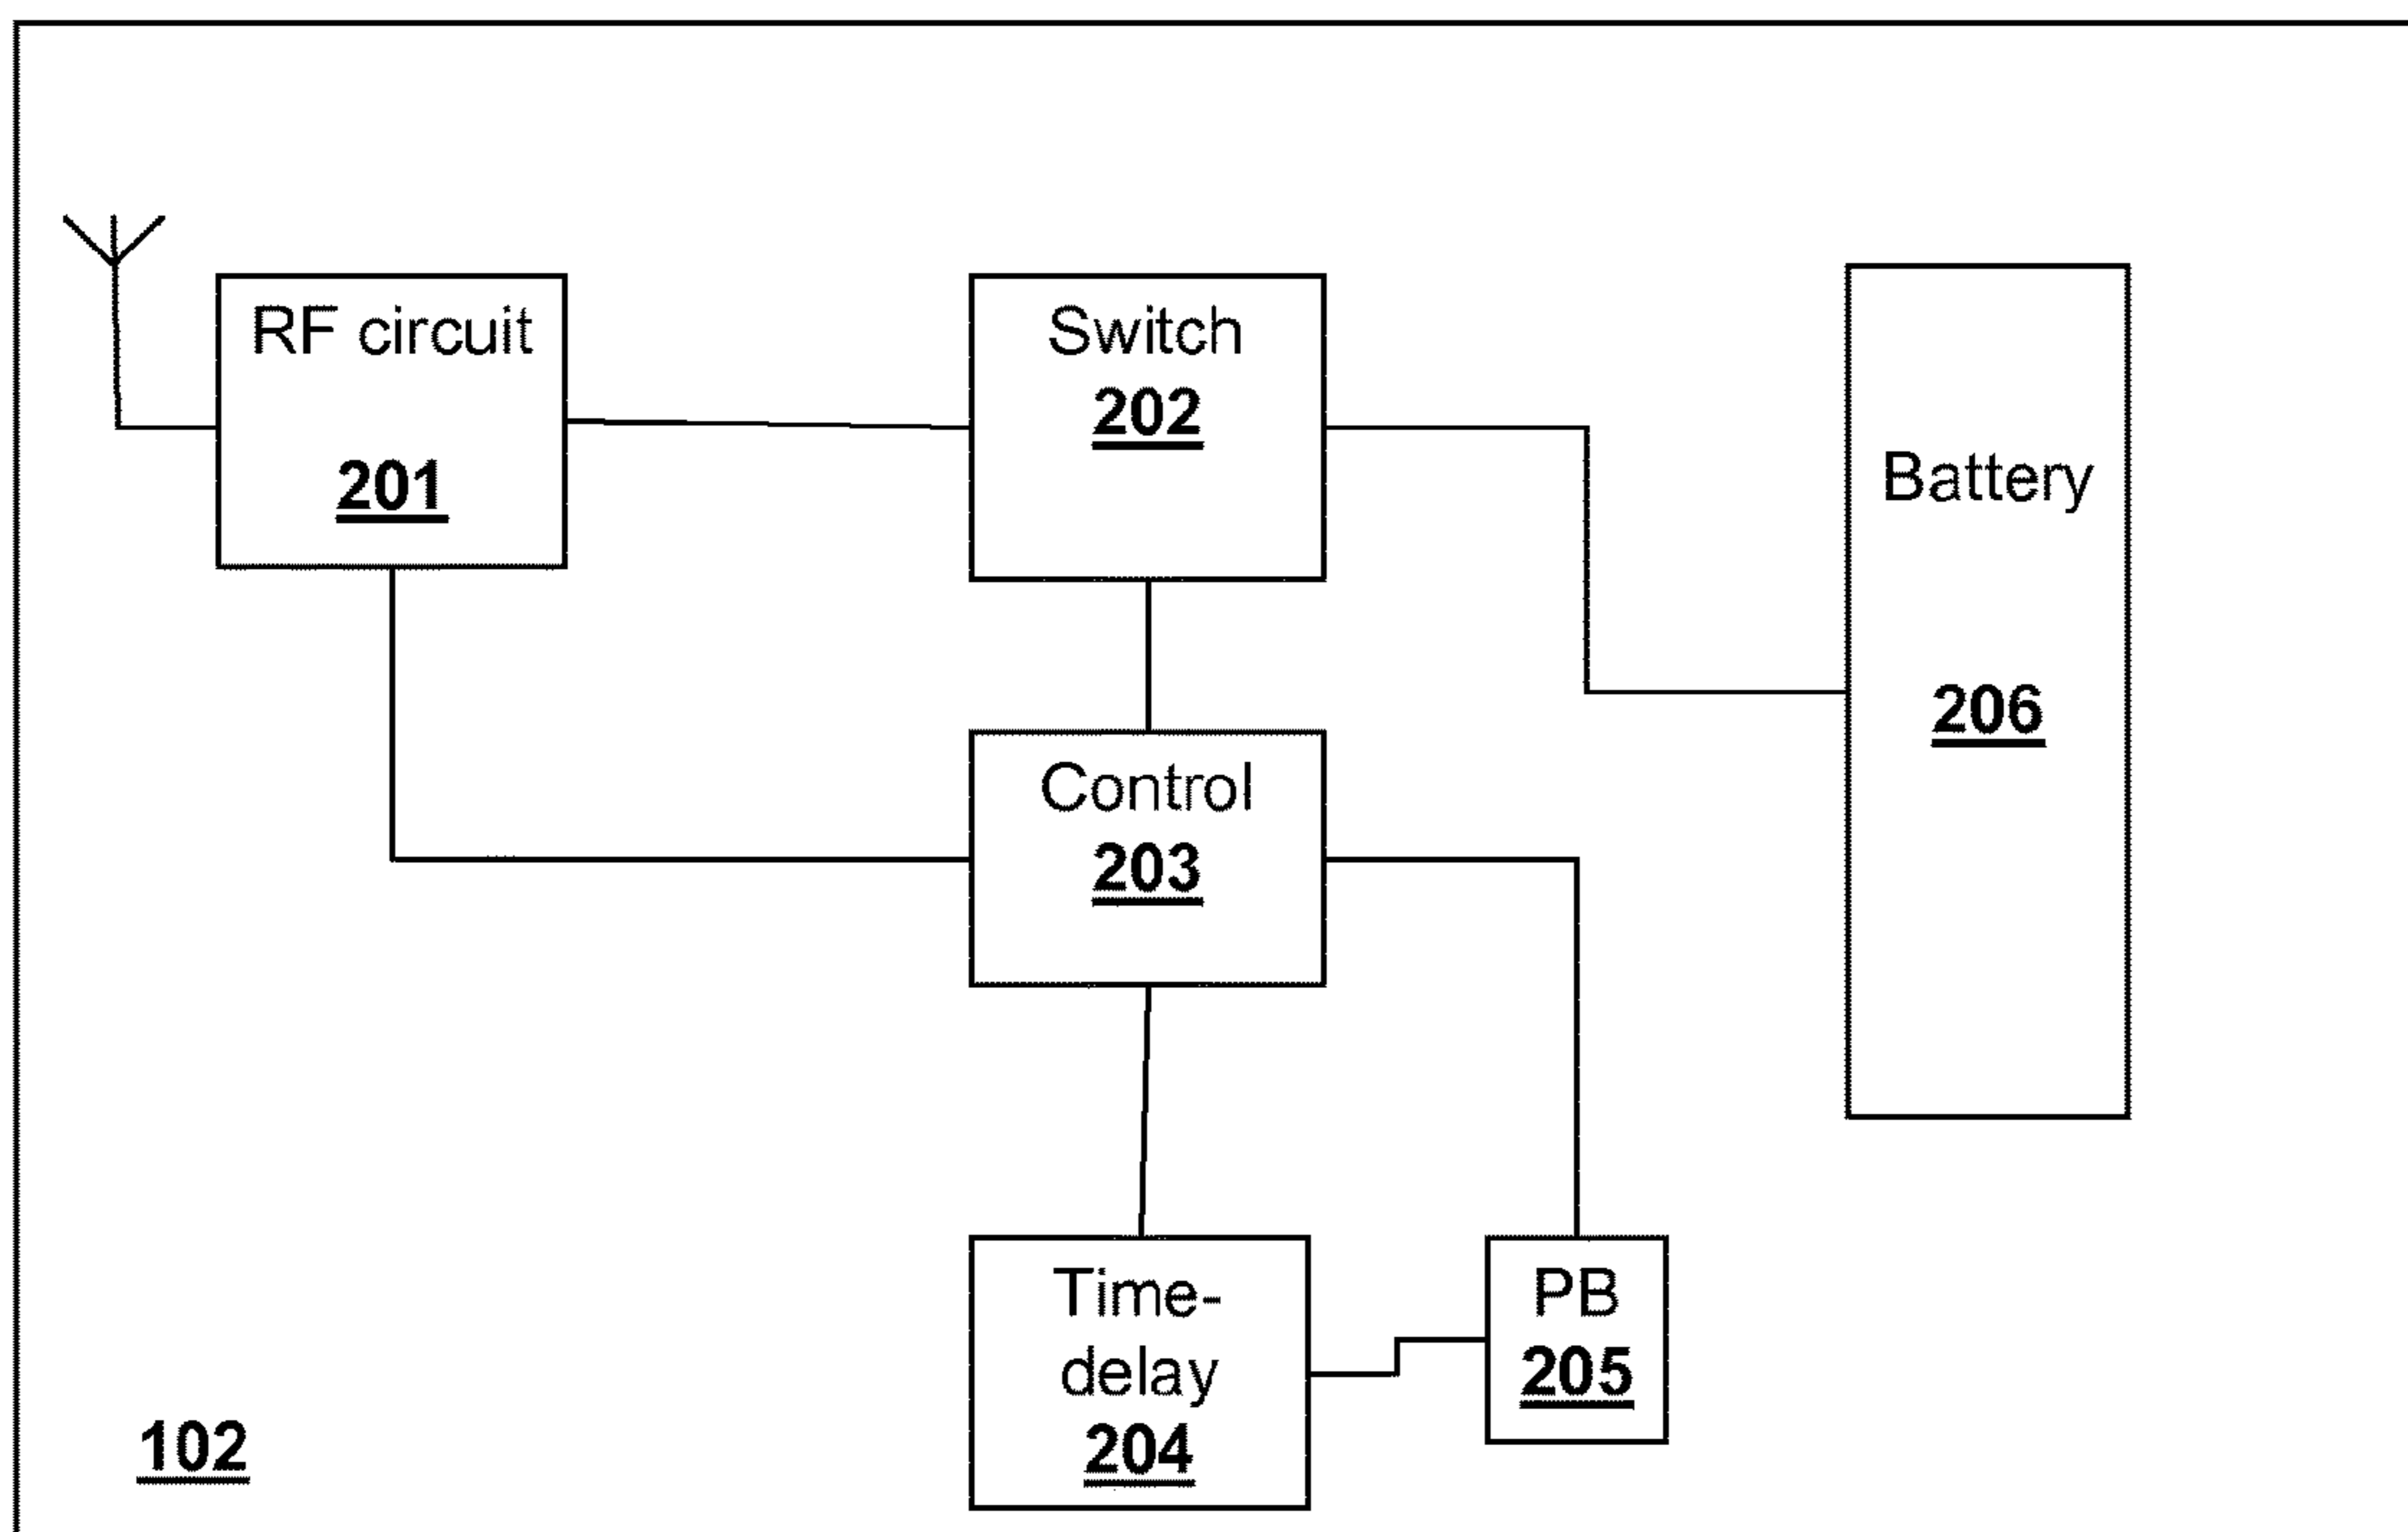 RF circuit
201
Switch
202
Battery
206
Control
203
Time-
delay
204
PB
205
102